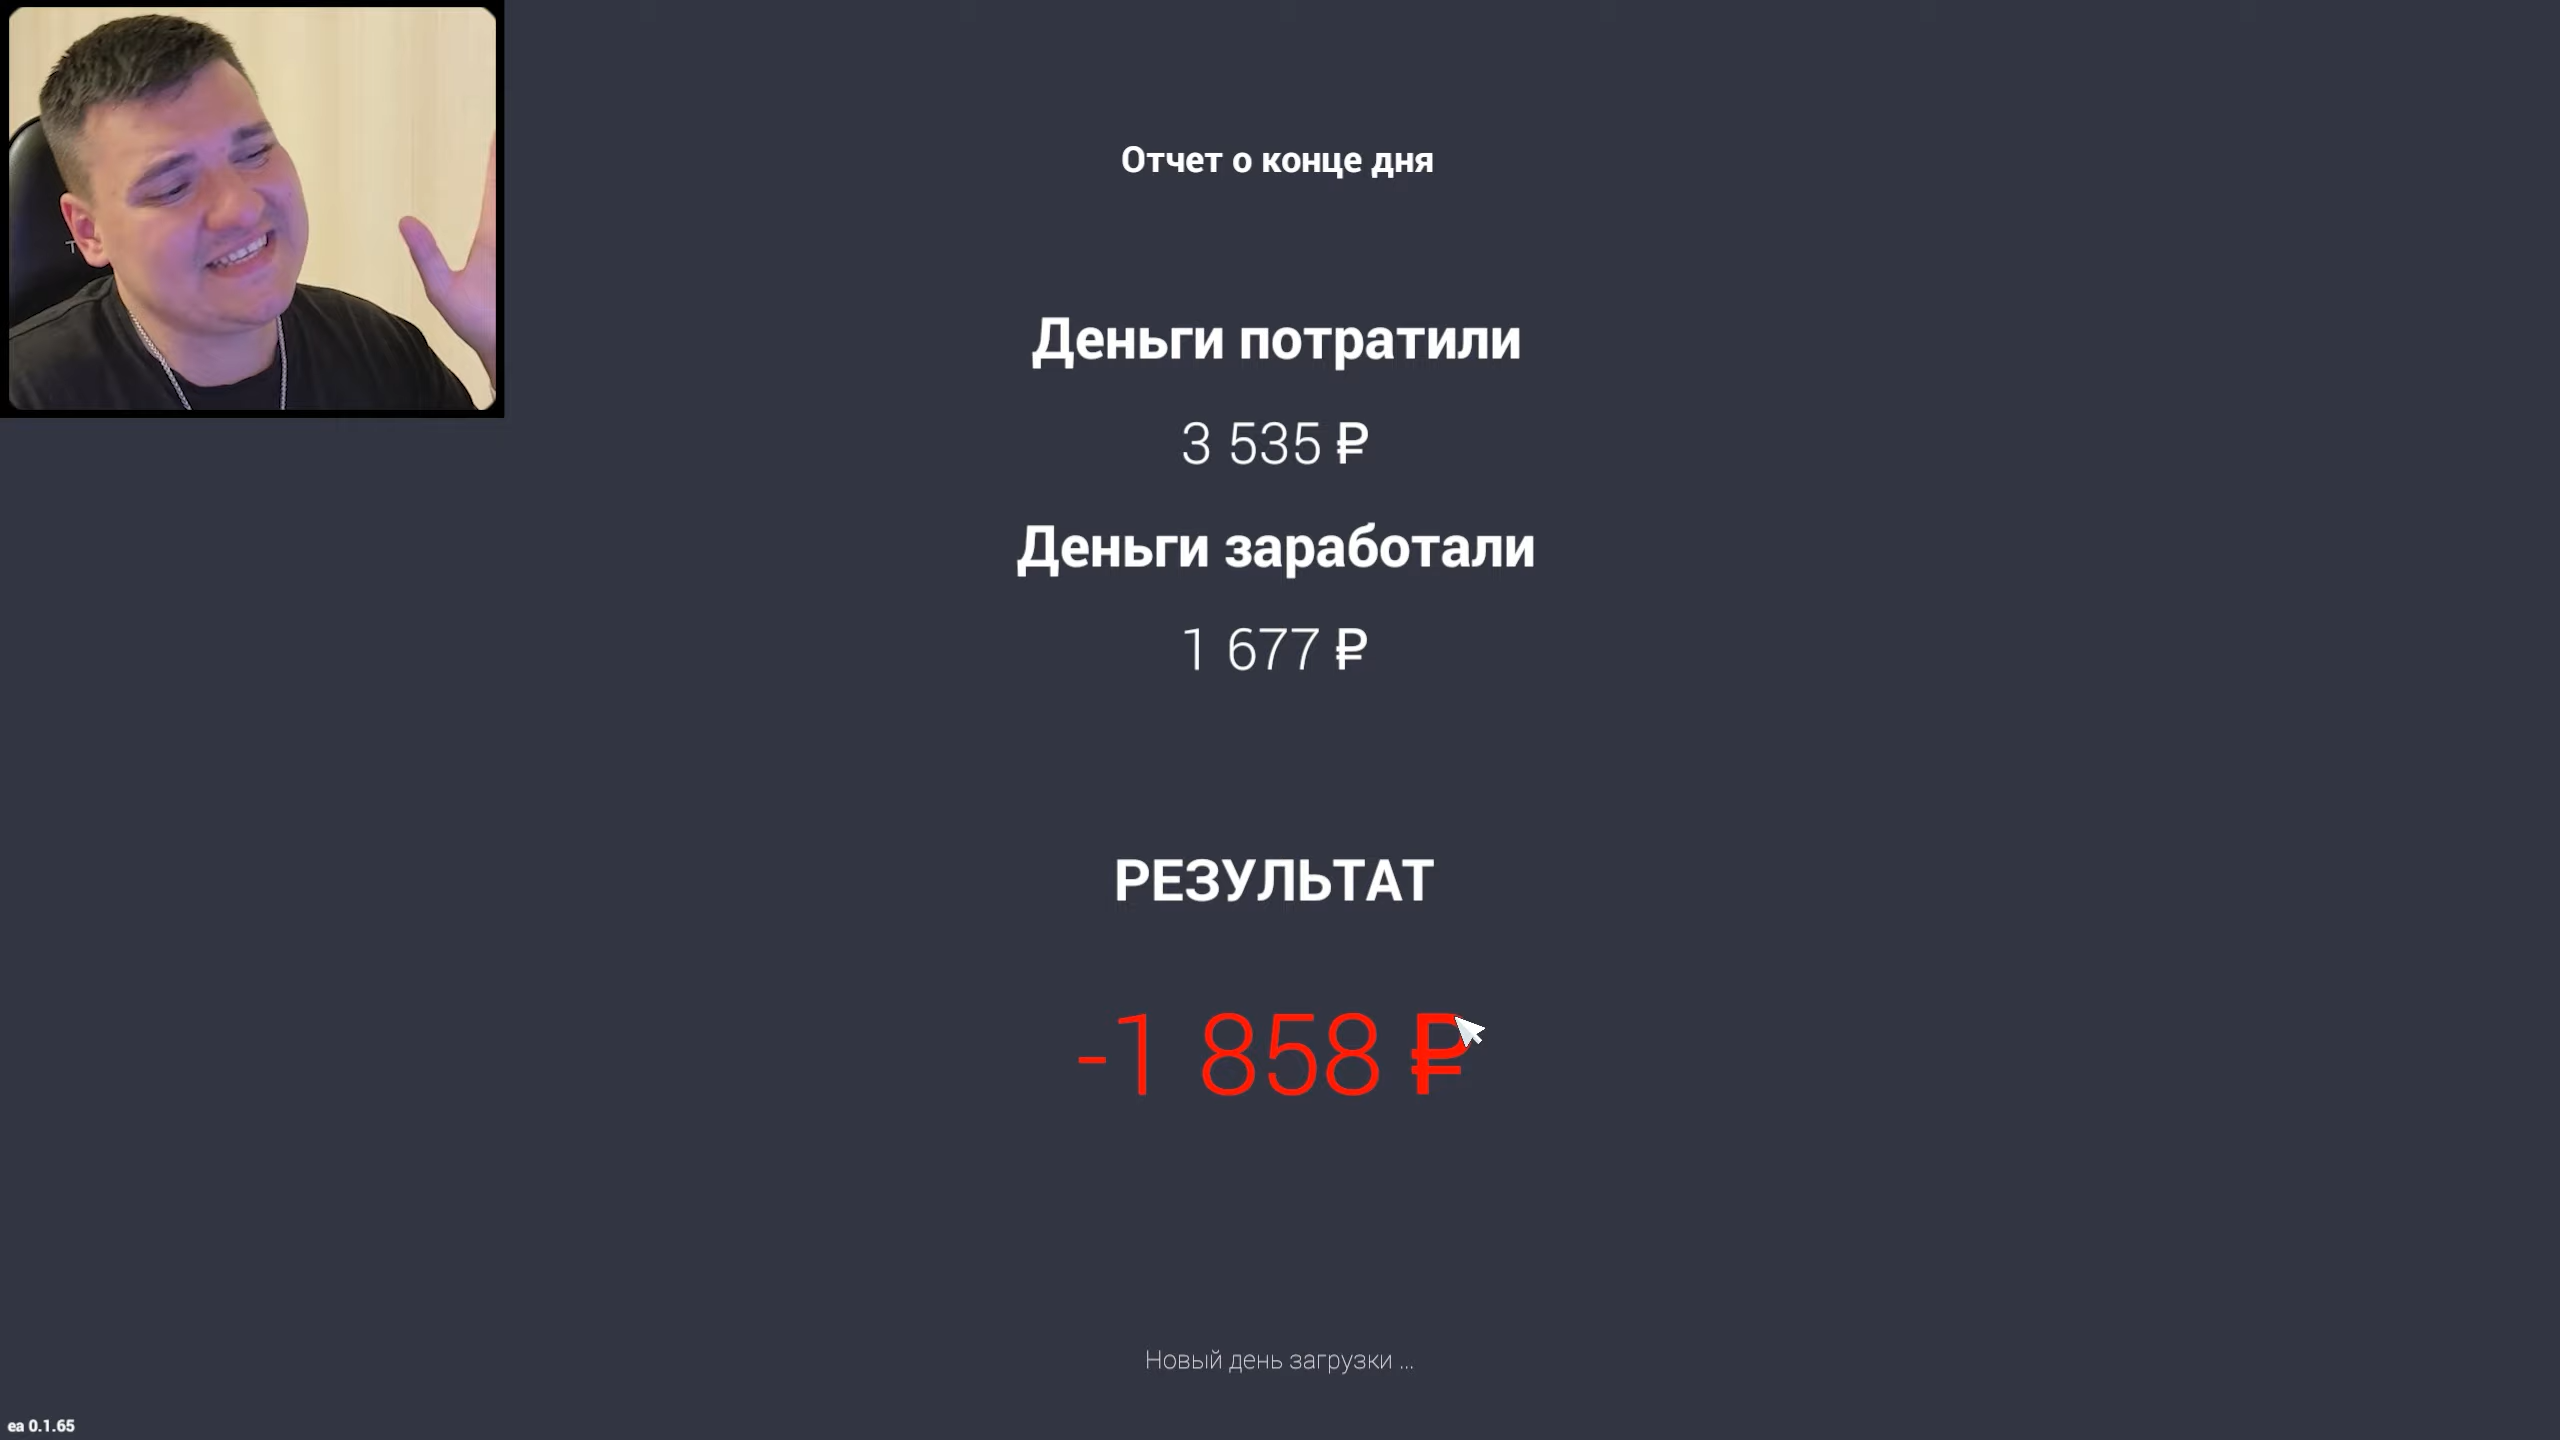 Отчет о конце дня
Деньги потратили
3 535 ₽
Деньги заработали
1 677 ₽
РЕЗУЛЬТАТ
-1 858 ₽
Новый день загрузки ...
ea 0.1.65